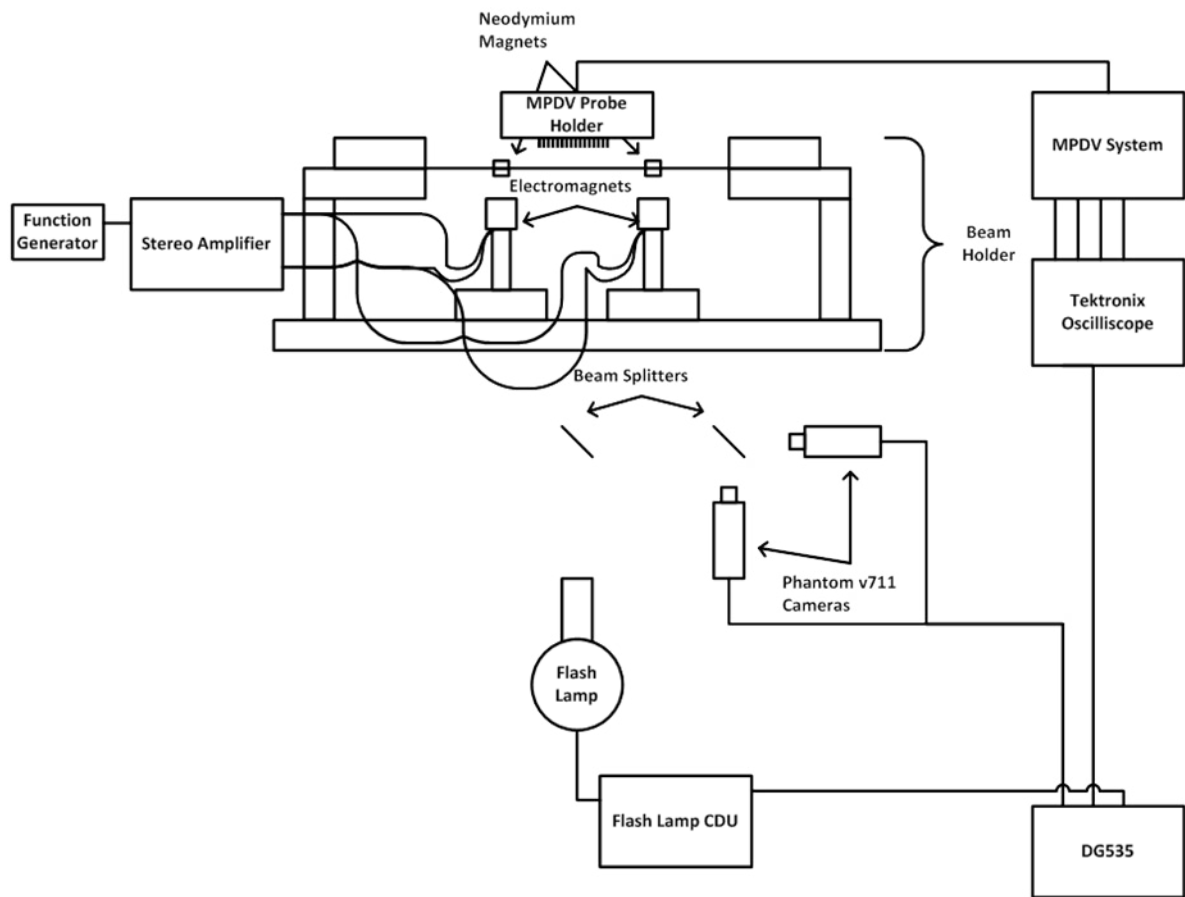 Neodymium
Magnets
MPDV Probe
Holder
MPDV System
Electromagnets
Function
Generator
Stereo Amplifier
Beam
Holder
Tektronix
Oscilliscope
Beam Splitters
Phantom v711
Cameras
Flash
Lamp
Flash Lamp CDU
DG535